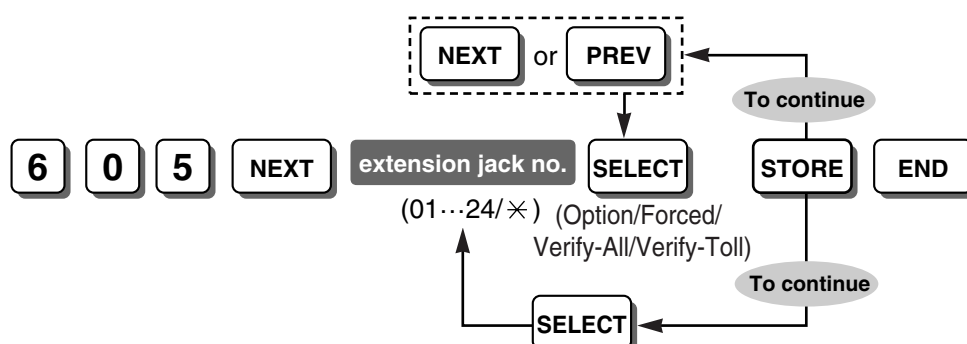 NEXT or PREV
To continue
6 0 5 NEXT extension jack no. SELECT STORE END
(01···24/✳) (Option/Forced/
Verify-All/Verify-Toll)
To continue
SELECT